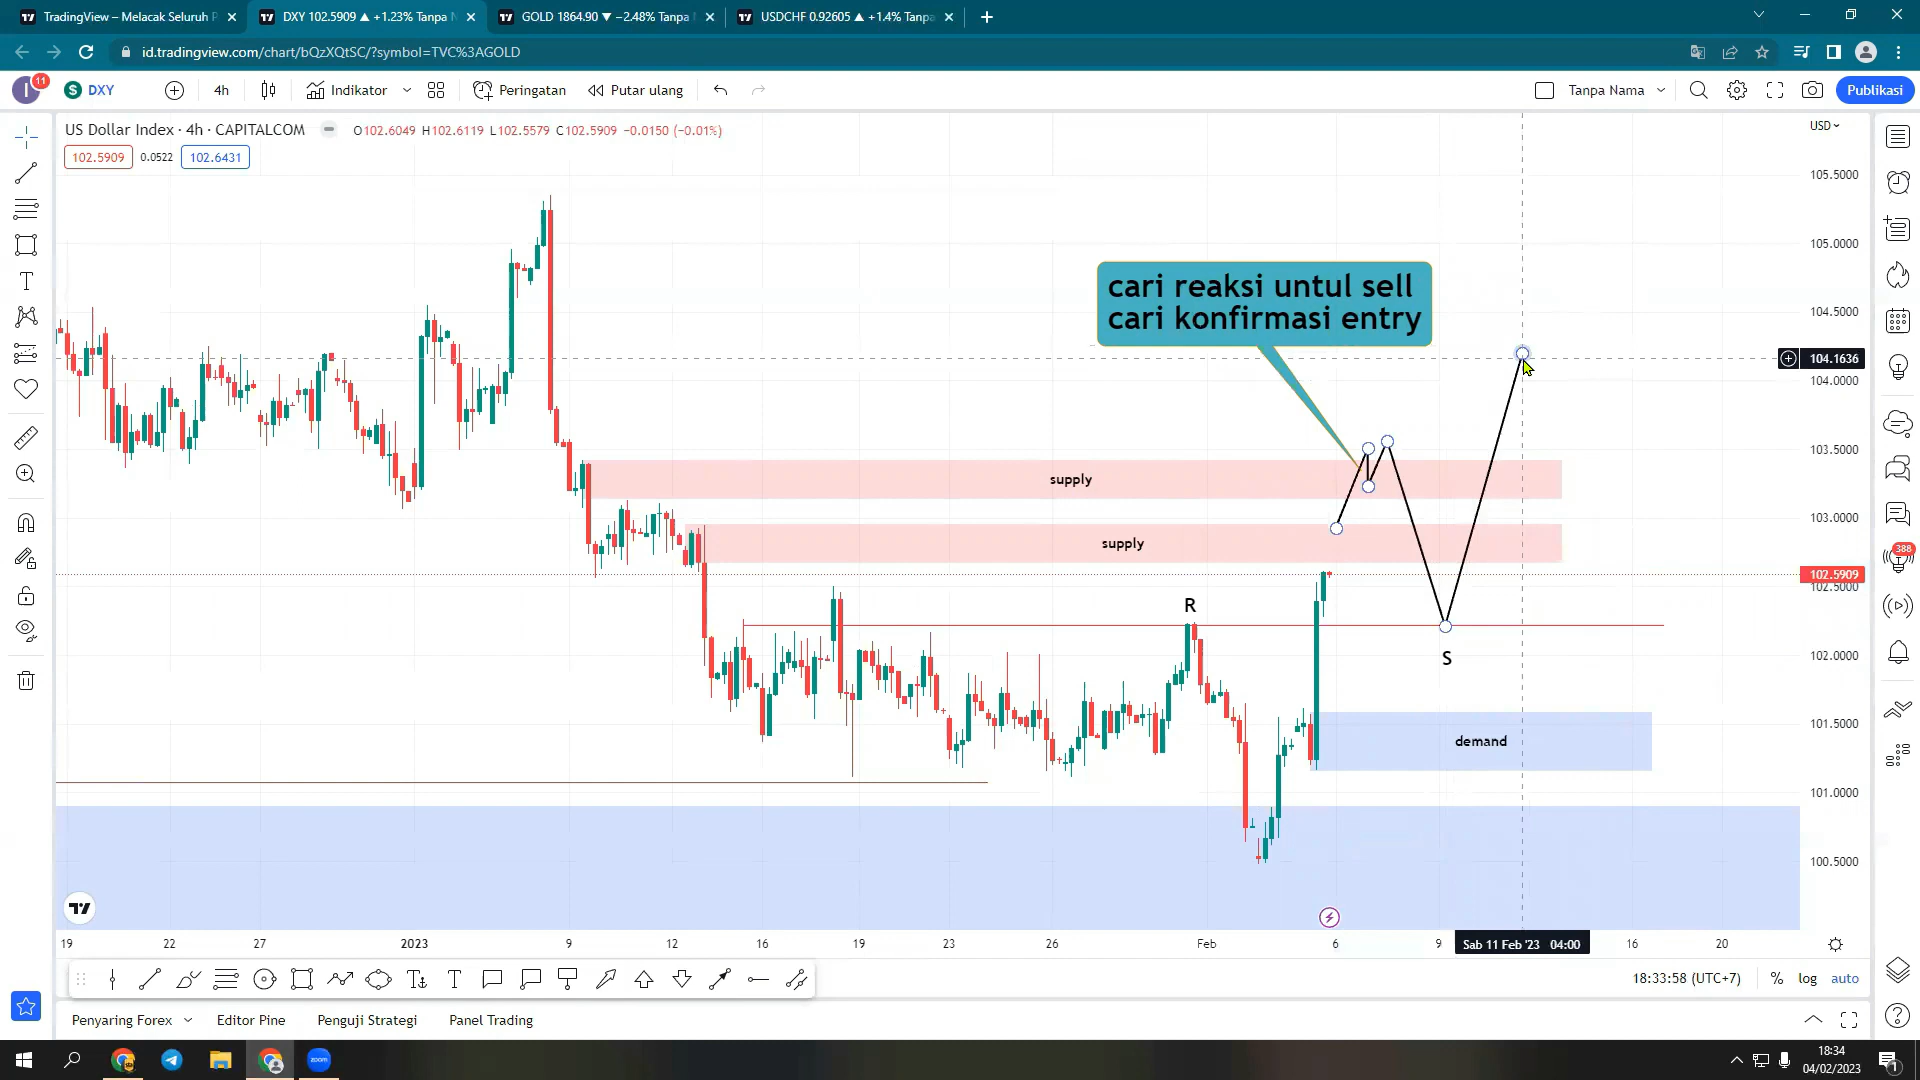 TradingView – Melacak Seluruh P
DXY 102.5909 ▲ +1.23% Tanpa N
GOLD 1864.90 ▼ −2.48% Tanpa
USDCHF 0.92605 ▲ +1.4% Tanpa
id.tradingview.com/chart/bQzXQtSC/?symbol=TVC%3AGOLD
I
11
S
DXY
4h
Indikator
Peringatan
Putar ulang
Tanpa Nama
Publikasi
US Dollar Index · 4h · CAPITALCOM
O102.6049 H102.6119 L102.5579 C102.5909 −0.0150 (−0.01%)
USD
102.5909
0.0522
102.6431
105.5000
105.0000
cari reaksi untul sell
cari konfirmasi entry
104.5000
104.1636
104.0000
103.5000
supply
103.0000
supply
388
102.5909
102.5000
R
S
102.0000
101.5000
demand
101.0000
100.5000
19
22
27
2023
9
12
16
19
23
26
Feb
6
9
Sab 11 Feb '23 04:00
16
20
T
18:33:58 (UTC+7)
%
log
auto
Penyaring Forex
Editor Pine
Penguji Strategi
Panel Trading
zoom
18:34
04/02/2023
1